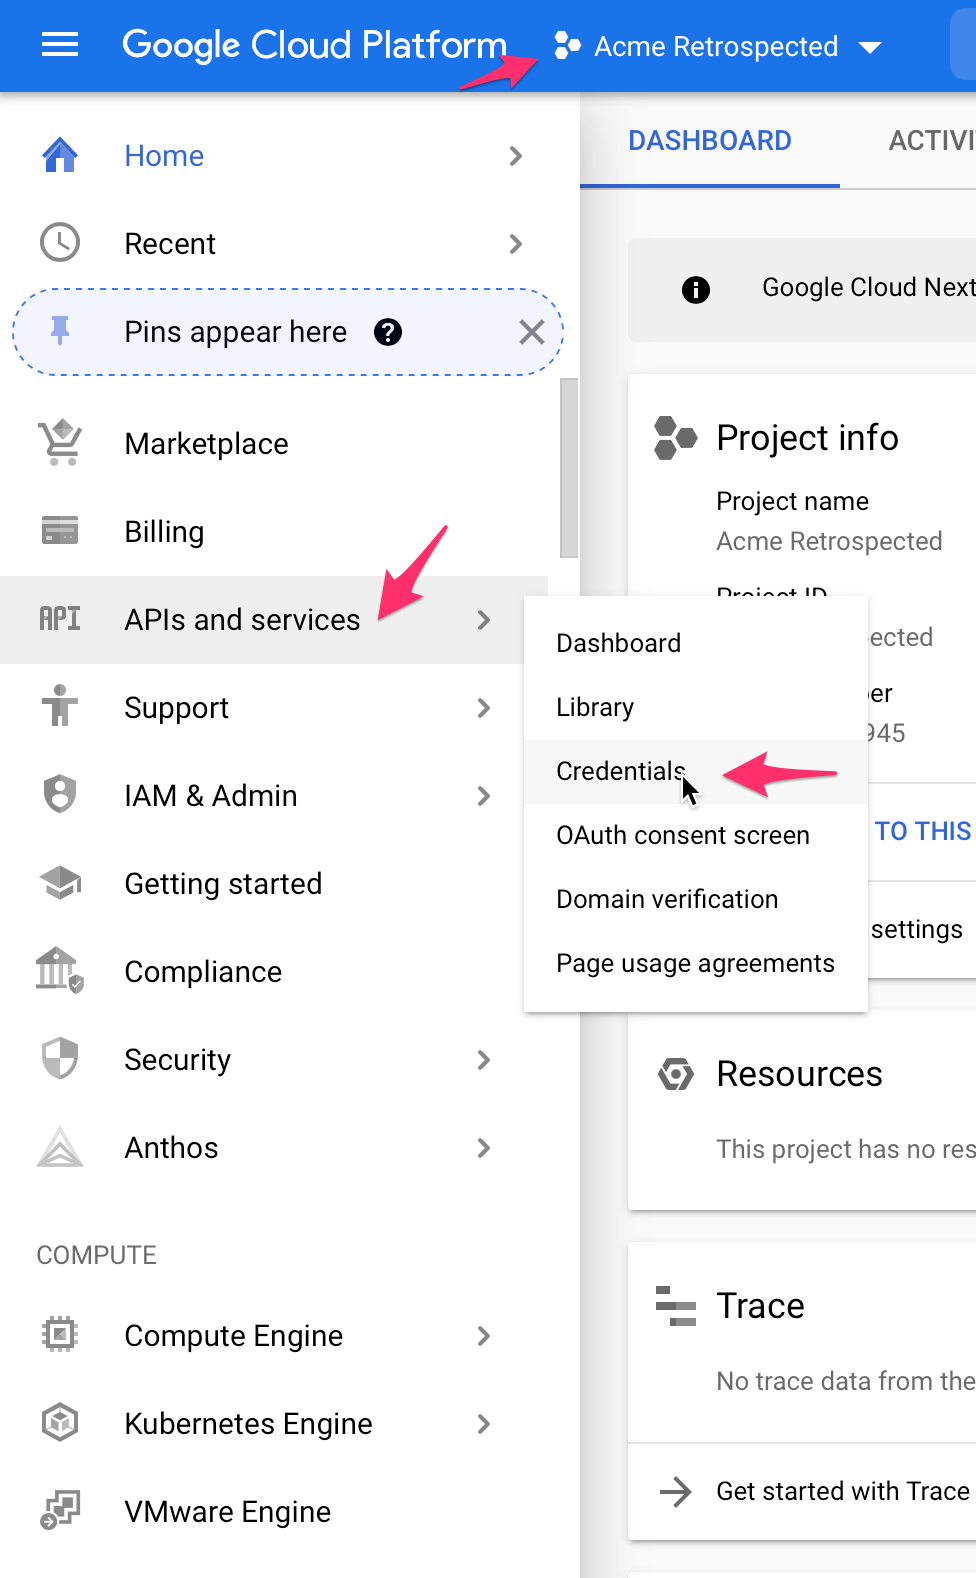 Google Cloud Platform
Acme Retrospected
Home
Recent
Pins appear here
Marketplace
Billing
API APIs and services
Support
IAM & Admin
Getting started
Compliance
Security
Anthos
COMPUTE
Compute Engine
Kubernetes Engine
VMware Engine
Dashboard
Library
Credentials
OAuth consent screen
Domain verification
Page usage agreements
DASHBOARD
ACTIVI
Google Cloud Next
Project info
Project name
Acme Retrospected
Project ID
ected
er
945
TO THIS
settings
Resources
This project has no res
Trace
No trace data from the
Get started with Trace